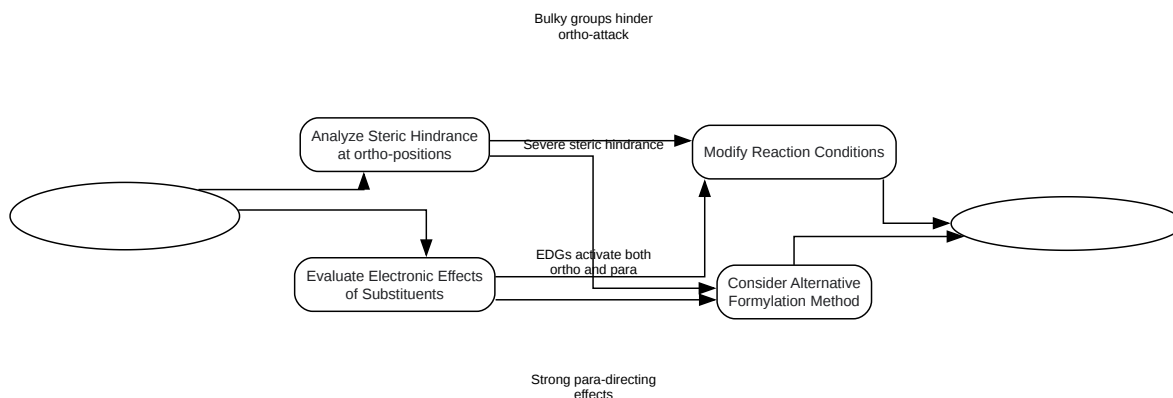 Bulky groups hinder
ortho-attack
Analyze Steric Hindrance
at ortho-positions
Severe steric hindrance
Modify Reaction Conditions
EDGs activate both
ortho and para
Evaluate Electronic Effects
of Substituents
Consider Alternative
Formylation Method
Strong para-directing
effects